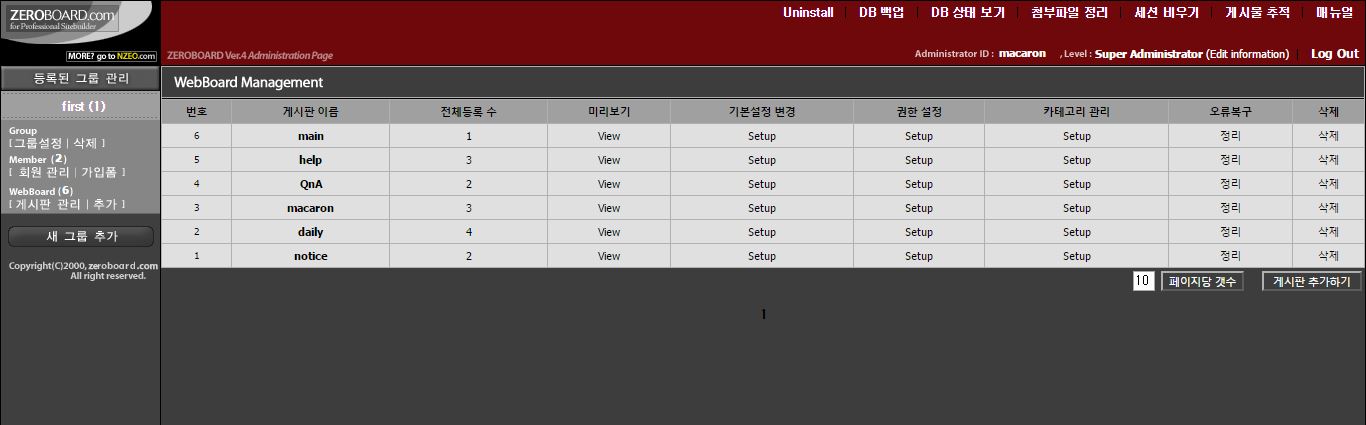 ZEROBOARD.com
for Professional Sitebuilder
MORE? go to NZEO.com
Uninstall | DB 백업 | DB 상태 보기 | 첨부파일 정리 | 세션 비우기 | 게시물 추적 | 매뉴얼
ZEROBOARD Ver.4 Administration Page
Administrator ID : macaron , Level : Super Administrator (Edit information) | Log Out
등록된 그룹 관리
first (1)
Group
[그룹설정 | 삭제 ]
Member (2)
[ 회원 관리 | 가입폼 ]
WebBoard (6)
[게시판 관리 | 추가 ]
새 그룹 추가
Copyright(C)2000, zeroboard.com
All right reserved.
WebBoard Management
번호 게시판 이름 전체등록 수 미리보기 기본설정 변경 권한 설정 카테고리 관리 오류복구 삭제
6 main 1 View Setup Setup Setup 정리 삭제
5 help 3 View Setup Setup Setup 정리 삭제
4 QnA 2 View Setup Setup Setup 정리 삭제
3 macaron 3 View Setup Setup Setup 정리 삭제
2 daily 4 View Setup Setup Setup 정리 삭제
1 notice 2 View Setup Setup Setup 정리 삭제
10 페이지당 갯수 게시판 추가하기
1